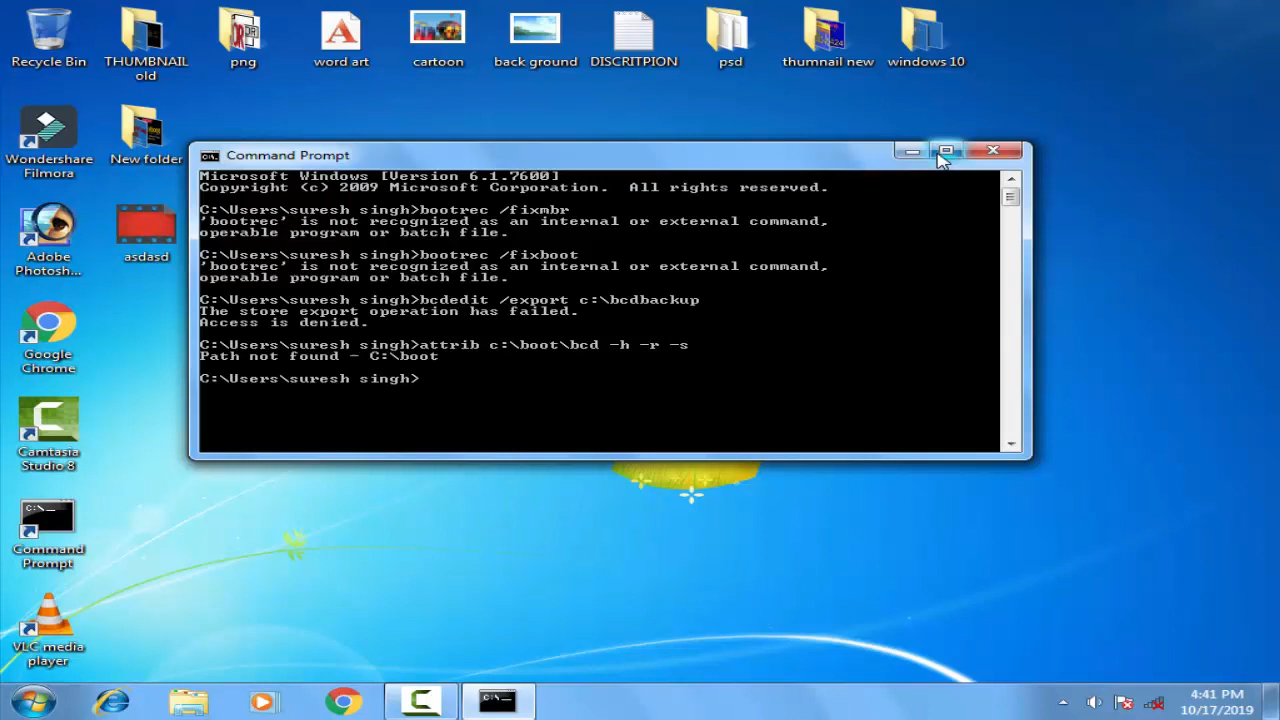 Recycle Bin
THUMBNAIL
old
png
word art
cartoon
back ground
DISCRITPION
psd
thumnail new
windows 10
Wondershare
Filmora
New folder
Adobe
Photosh...
asdasd
Google
Chrome
Camtasia
Studio 8
Command
Prompt
VLC media
player
Command Prompt
Microsoft Windows [Version 6.1.7600]
Copyright (c) 2009 Microsoft Corporation.  All rights reserved.
C:\Users\suresh singh>bootrec /fixmbr
'bootrec' is not recognized as an internal or external command,
operable program or batch file.
C:\Users\suresh singh>bootrec /fixboot
'bootrec' is not recognized as an internal or external command,
operable program or batch file.
C:\Users\suresh singh>bcdedit /export c:\bcdbackup
The store export operation has failed.
Access is denied.
C:\Users\suresh singh>attrib c:\boot\bcd -h -r -s
Path not found - C:\boot
C:\Users\suresh singh>
4:41 PM
10/17/2019